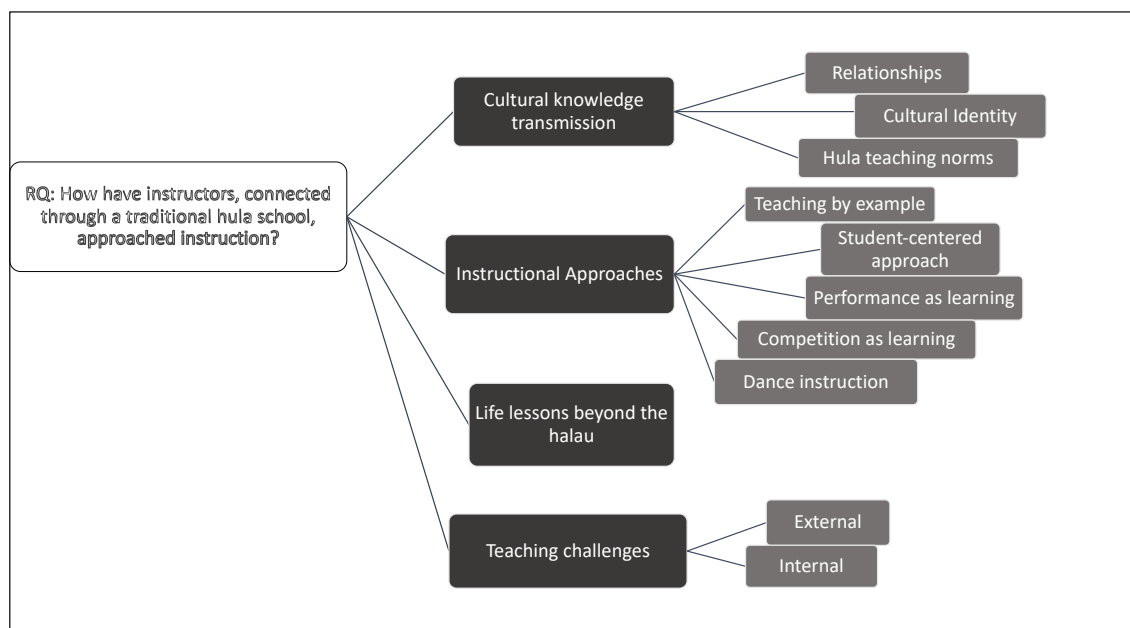 RQ: How have instructors, connected
through a traditional hula school,
approached instruction?
Cultural knowledge
transmission
Relationships
Cultural Identity
Hula teaching norms
Instructional Approaches
Teaching by example
Student-centered
approach
Performance as learning
Competition as learning
Dance instruction
Life lessons beyond the
halau
Teaching challenges
External
Internal